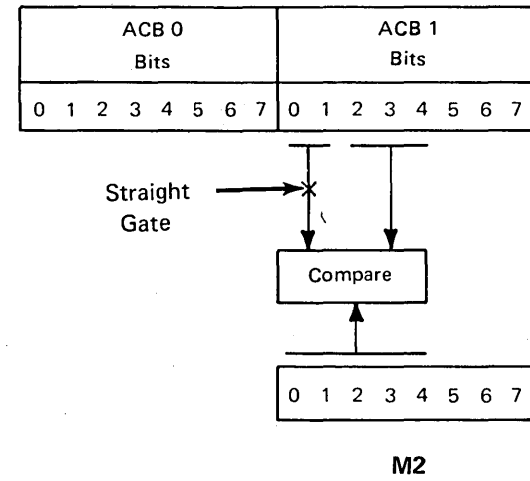 ACB 0 ACB 1
Bits Bits
0 1 2 3 4 5 6 7 0 1 2 3 4 5 6 7
Straight
Gate
Compare
0 1 2 3 4 5 6 7
M2